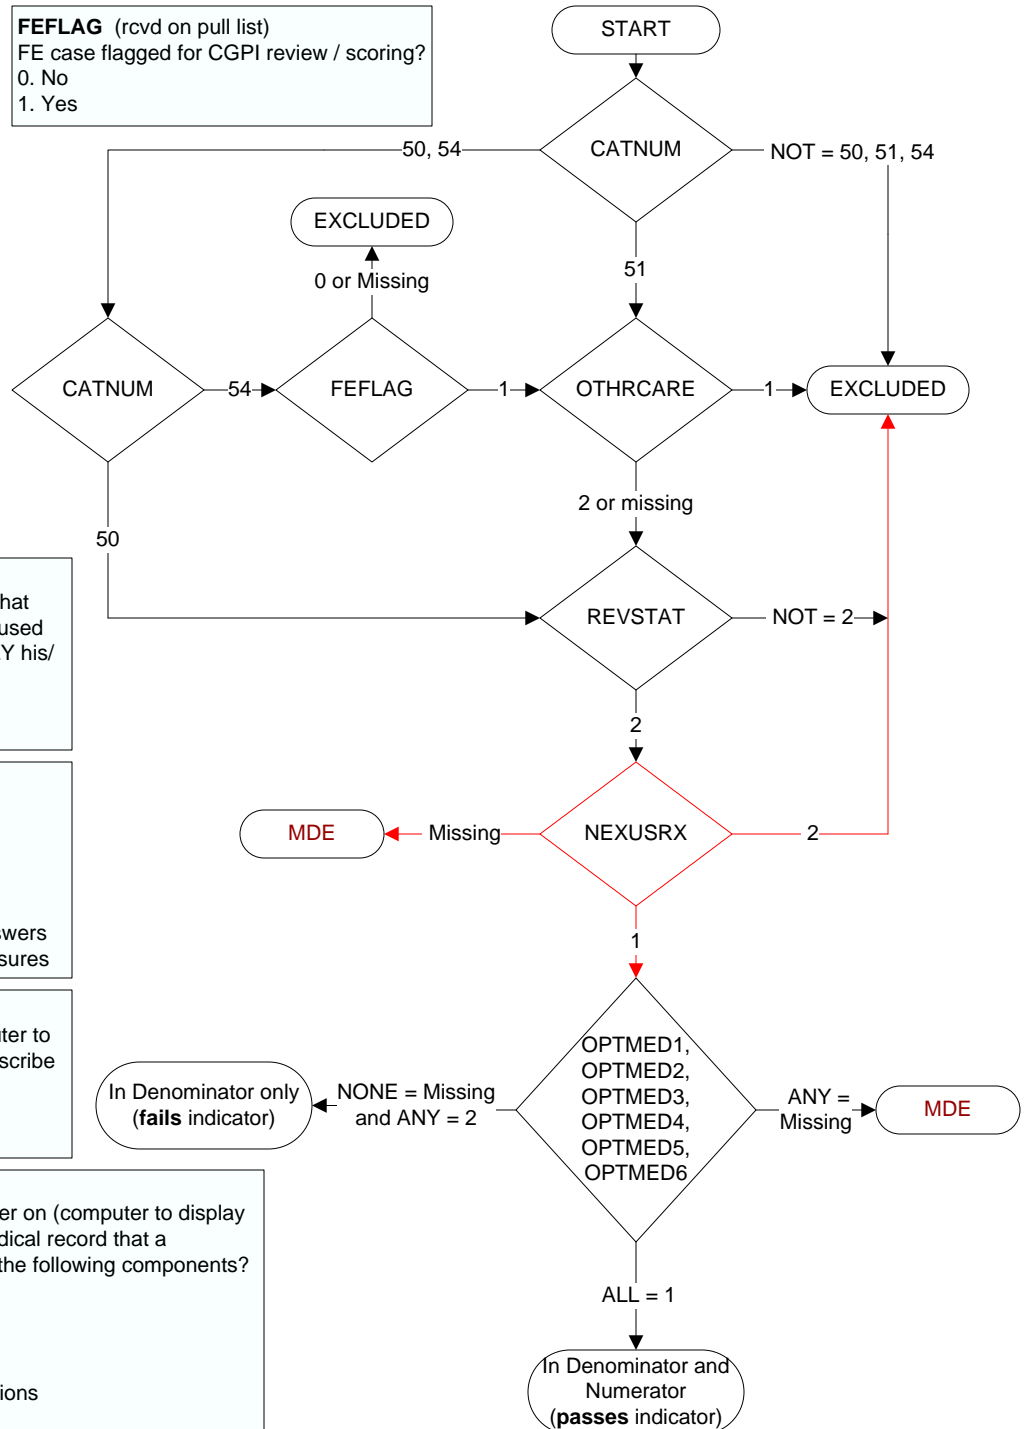 FEFLAG (rcvd on pull list)
FE case flagged for CGPI review / scoring?
0. No
1. Yes
START
CATNUM
50, 54
NOT = 50, 51, 54
EXCLUDED
0 or Missing
51
CATNUM
54
FEFLAG
1
OTHRCARE
1
EXCLUDED
2 or missing
50
REVSTAT
NOT = 2
2
hat
used
Y his/
MDE
Missing
NEXUSRX
2
1
swers
sures
OPTMED1,
OPTMED2,
OPTMED3,
OPTMED4,
OPTMED5,
OPTMED6
uter to
scribe
In Denominator only
(fails indicator)
NONE = Missing
and ANY = 2
ANY =
Missing
MDE
er on (computer to display
dical record that a
the following components?
ALL = 1
tions
In Denominator and
Numerator
(passes indicator)